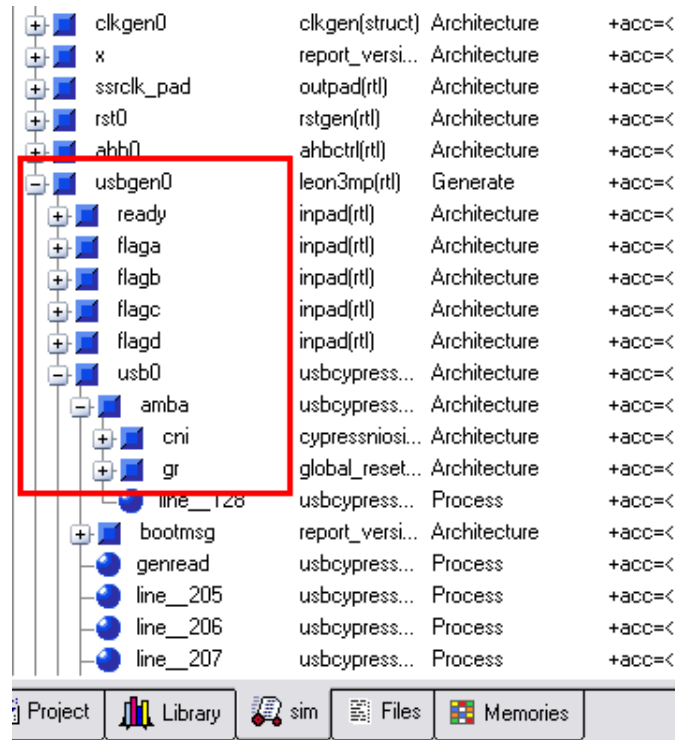 clkgen0 clkgen(struct) Architecture +acc=<
x report_versi... Architecture +acc=<
ssrclk_pad outpad(rtl) Architecture +acc=<
rst0 rstgen(rtl) Architecture +acc=<
ahb0 ahbctrl(rtl) Architecture +acc=<
usbgen0 leon3mp(rtl) Generate +acc=<
ready inpad(rtl) Architecture +acc=<
flaga inpad(rtl) Architecture +acc=<
flagb inpad(rtl) Architecture +acc=<
flagc inpad(rtl) Architecture +acc=<
flagd inpad(rtl) Architecture +acc=<
usb0 usbcypress... Architecture +acc=<
amba usbcypress... Architecture +acc=<
cni cypressniosi... Architecture +acc=<
gr global_reset... Architecture +acc=<
line__128 usbcypress... Process +acc=<
bootmsg report_versi... Architecture +acc=<
genread usbcypress... Process +acc=<
line__205 usbcypress... Process +acc=<
line__206 usbcypress... Process +acc=<
line__207 usbcypress... Process +acc=<
Project Library sim Files Memories